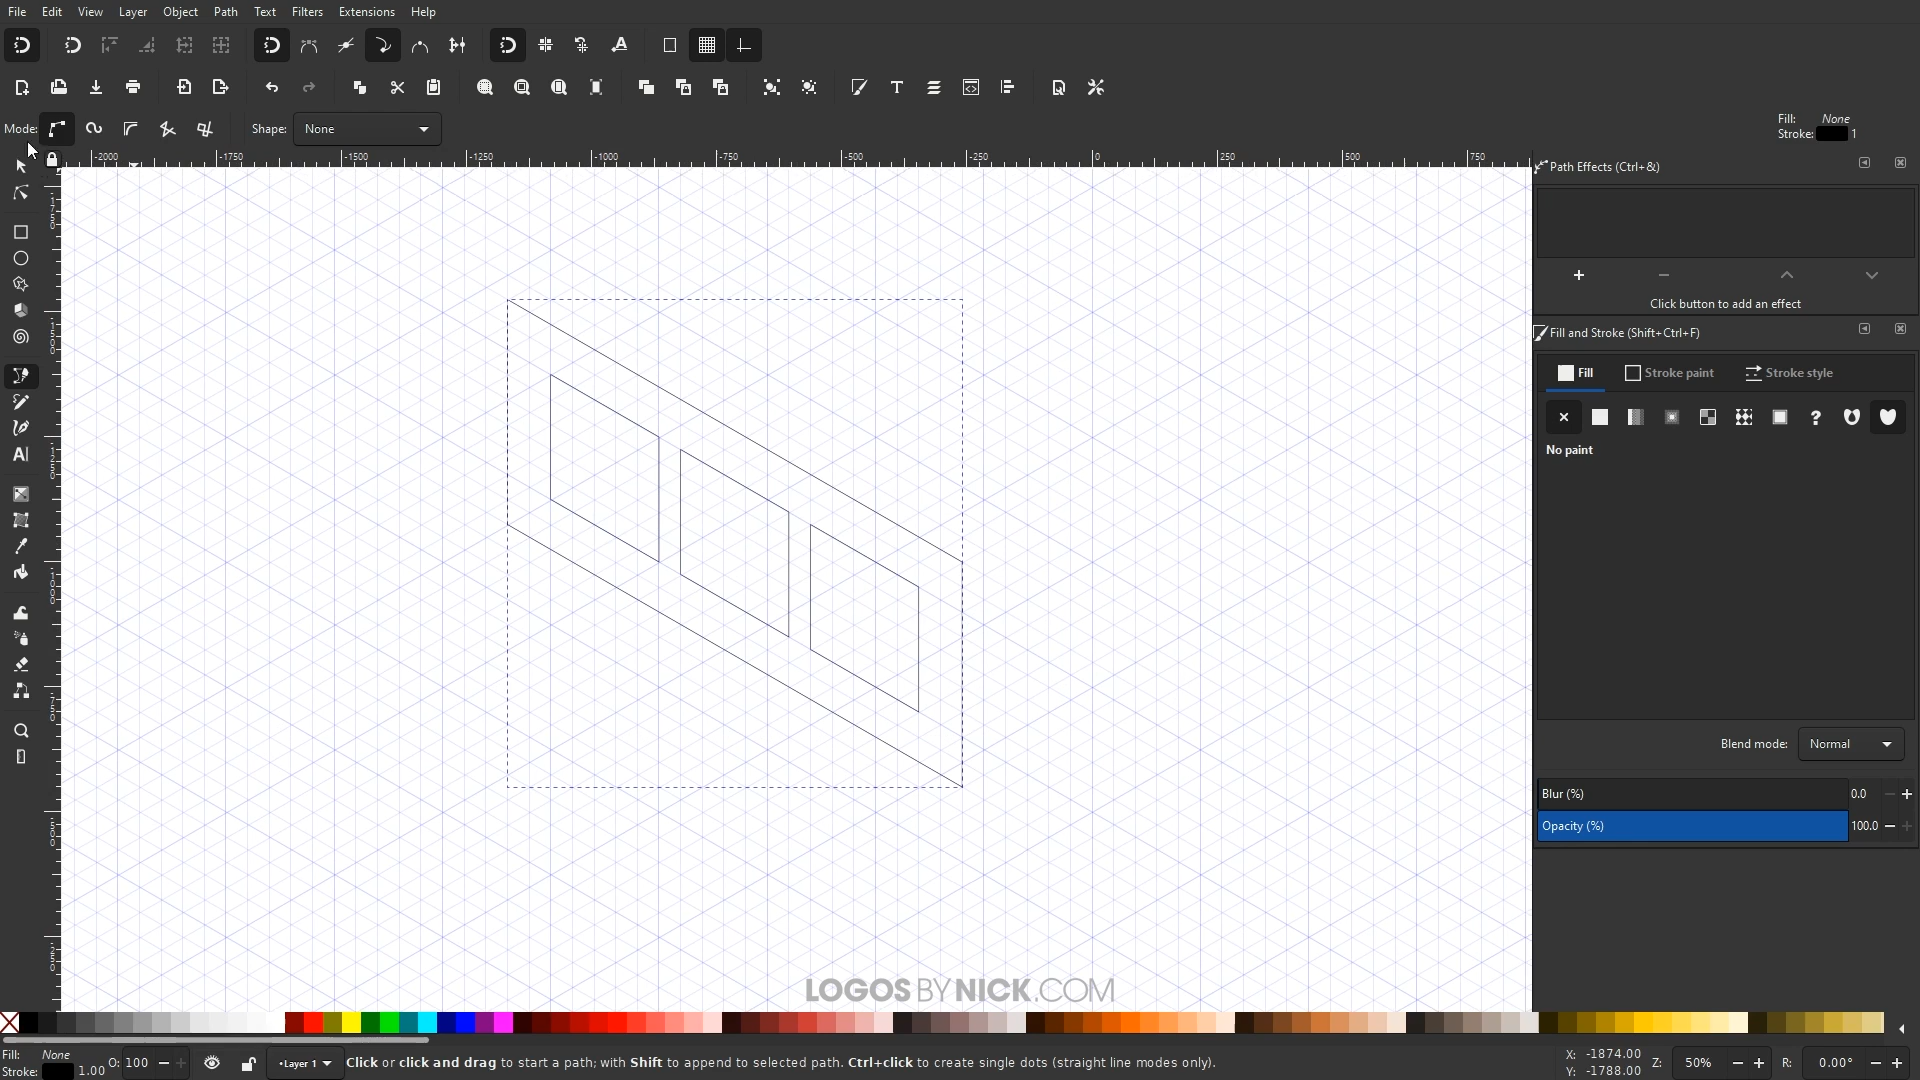 File Edit View Layer Object Path Text Filters Extensions Help
Mode: Shape: None
Fill: None
Stroke: 1
-2000 -1750 -1500 -1250 -1000 -750 -500 -250 0 250 500 750
Path Effects (Ctrl+&)
Click button to add an effect
Fill and Stroke (Shift+Ctrl+F)
Fill Stroke paint Stroke style
No paint
Blend mode: Normal
Blur (%) 0.0
Opacity (%) 100.0
LOGOS BY NICK.COM
Fill: None O: 100 Layer 1 Click or click and drag to start a path; with Shift to append to selected path. Ctrl+click to create single dots (straight line modes only). X: -1874.00 Z: 50% R: 0.00°
Stroke: 1.00 Y: -1788.00